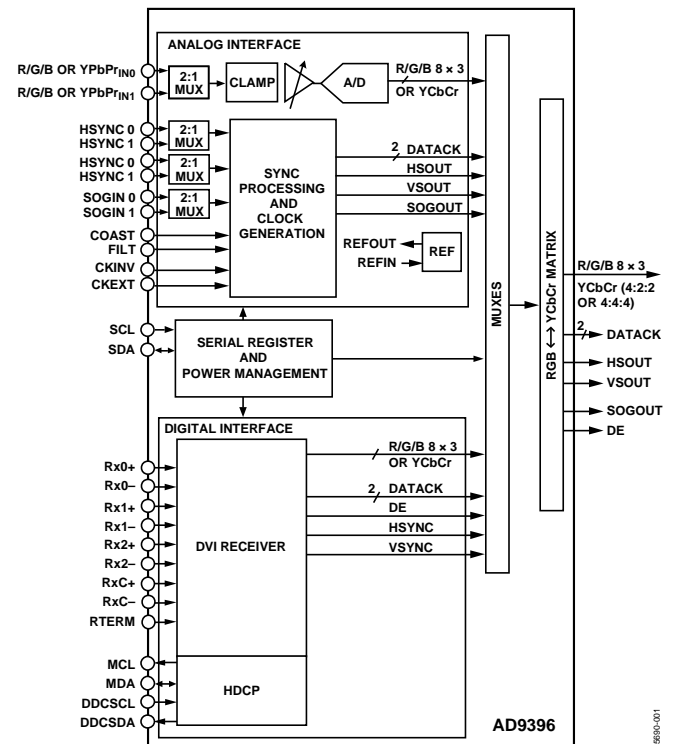 ANALOG INTERFACE
R/G/B OR YPbPrIN0
R/G/B OR YPbPrIN1
2:1
MUX
CLAMP
A/D
R/G/B 8 × 3
OR YCbCr
HSYNC 0
HSYNC 1
2:1
MUX
HSYNC 0
HSYNC 1
2:1
MUX
SOGIN 0
SOGIN 1
2:1
MUX
COAST
FILT
CKINV
CKEXT
SYNC
PROCESSING
AND
CLOCK
GENERATION
2
DATACK
HSOUT
VSOUT
SOGOUT
REFOUT
REFIN
REF
MUXES
RGB ↔ YCbCr MATRIX
R/G/B 8 × 3
YCbCr (4:2:2
OR 4:4:4)
2
DATACK
HSOUT
VSOUT
SOGOUT
DE
SCL
SDA
SERIAL REGISTER
AND
POWER MANAGEMENT
DIGITAL INTERFACE
Rx0+
Rx0–
Rx1+
Rx1–
Rx2+
Rx2–
RxC+
RxC–
RTERM
DVI RECEIVER
R/G/B 8 × 3
OR YCbCr
2
DATACK
DE
HSYNC
VSYNC
MCL
MDA
DDCSCL
DDCSDA
HDCP
AD9396
5690-001